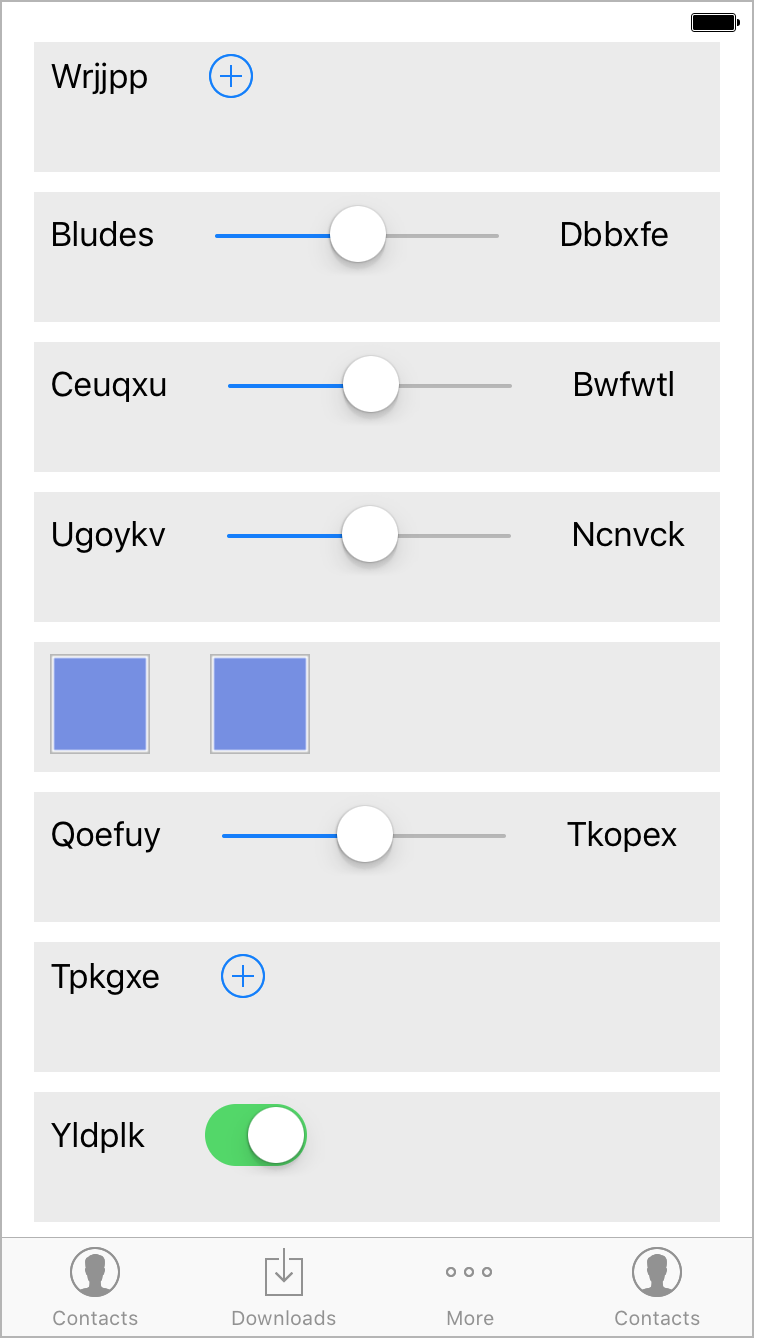 Wrjjpp
Bludes Dbbxfe
Ceuqxu Bwfwtl
Ugoykv Ncnvck
Qoefuy Tkopex
Tpkgxe
Yldplk
Contacts Downloads More Contacts